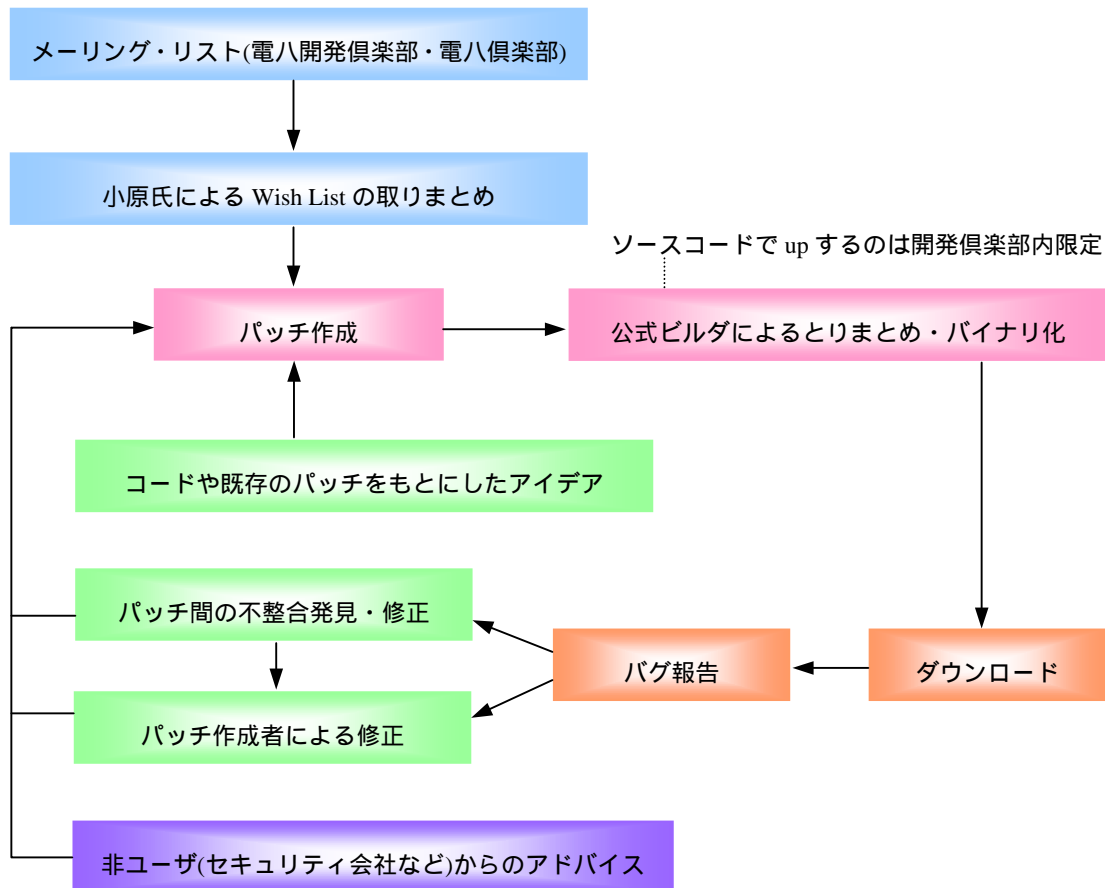 メーリング・リスト(電八開発倶楽部・電八倶楽部)
小原氏による Wish List の取りまとめ
ソースコードで up するのは開発倶楽部内限定
パッチ作成
公式ビルダによるとりまとめ・バイナリ化
コードや既存のパッチをもとにしたアイデア
パッチ間の不整合発見・修正
バグ報告
ダウンロード
パッチ作成者による修正
非ユーザ(セキュリティ会社など)からのアドバイス